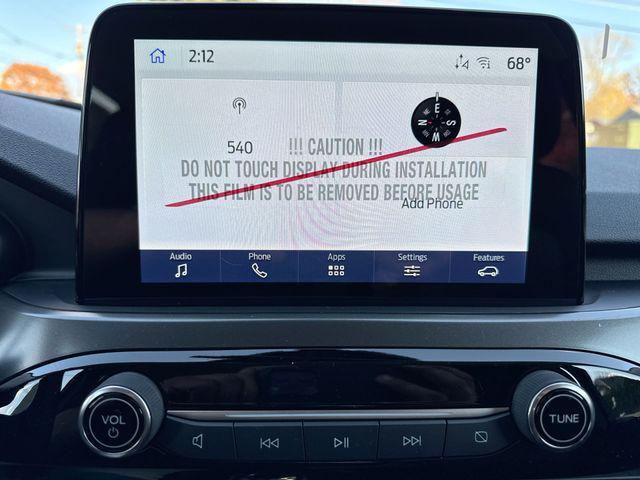 2:12
68°
540
E
N S
W
!!! CAUTION !!!
DO NOT TOUCH DISPLAY DURING INSTALLATION
THIS FILM IS TO BE REMOVED BEFORE USAGE
Add Phone
Audio Phone Apps Settings Features
VOL
TUNE